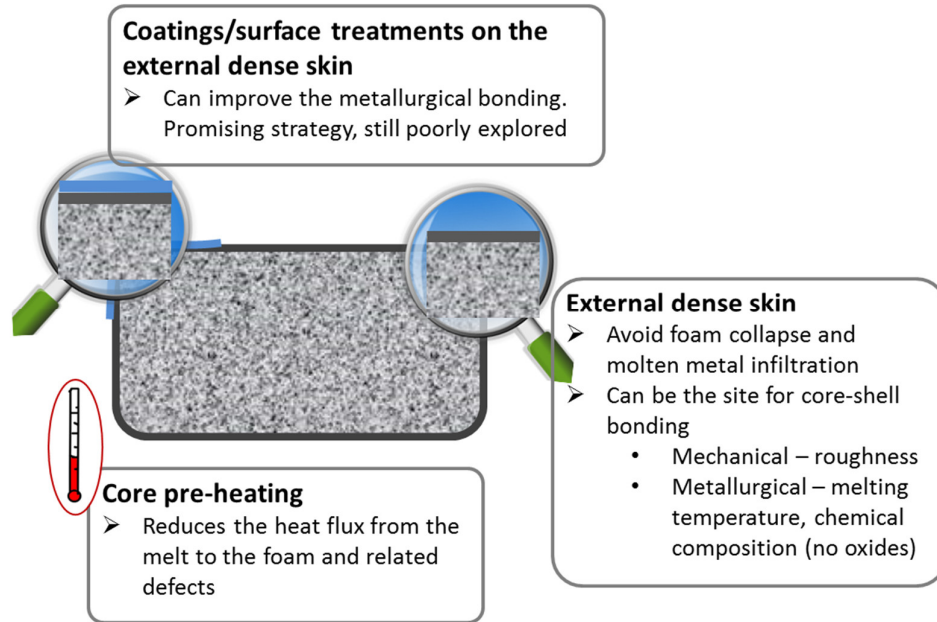 Coatings/surface treatments on the
external dense skin
➢ Can improve the metallurgical bonding.
Promising strategy, still poorly explored
External dense skin
➢ Avoid foam collapse and
molten metal infiltration
➢ Can be the site for core-shell
bonding
• Mechanical – roughness
• Metallurgical – melting
temperature, chemical
composition (no oxides)
Core pre-heating
➢ Reduces the heat flux from the
melt to the foam and related
defects